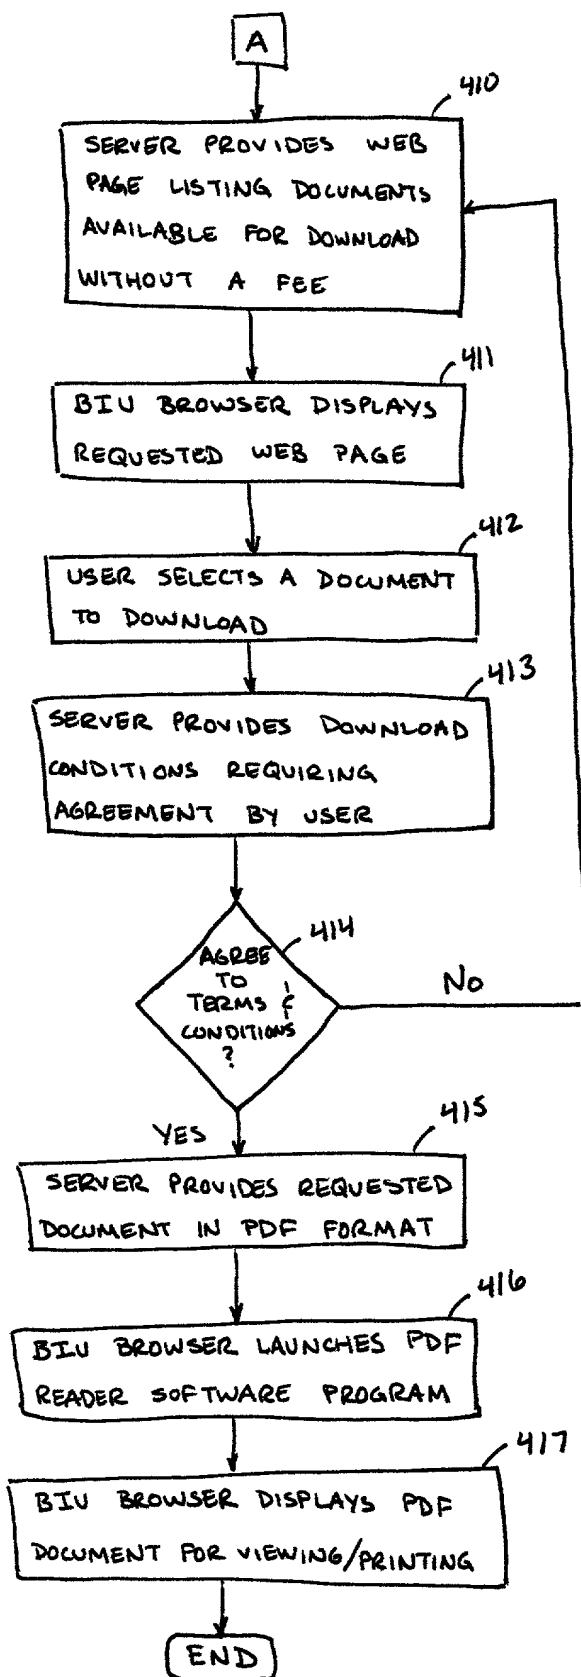 A
410
SERVER PROVIDES WEB
PAGE LISTING DOCUMENTS
AVAILABLE FOR DOWNLOAD
WITHOUT A FEE
411
BIU BROWSER DISPLAYS
REQUESTED WEB PAGE
412
USER SELECTS A DOCUMENT
TO DOWNLOAD
413
SERVER PROVIDES DOWNLOAD
CONDITIONS REQUIRING
AGREEMENT BY USER
414
AGREE
TO
TERMS &
CONDITIONS
?
NO
YES
415
SERVER PROVIDES REQUESTED
DOCUMENT IN PDF FORMAT
416
BIU BROWSER LAUNCHES PDF
READER SOFTWARE PROGRAM
417
BIU BROWSER DISPLAYS PDF
DOCUMENT FOR VIEWING/PRINTING
END